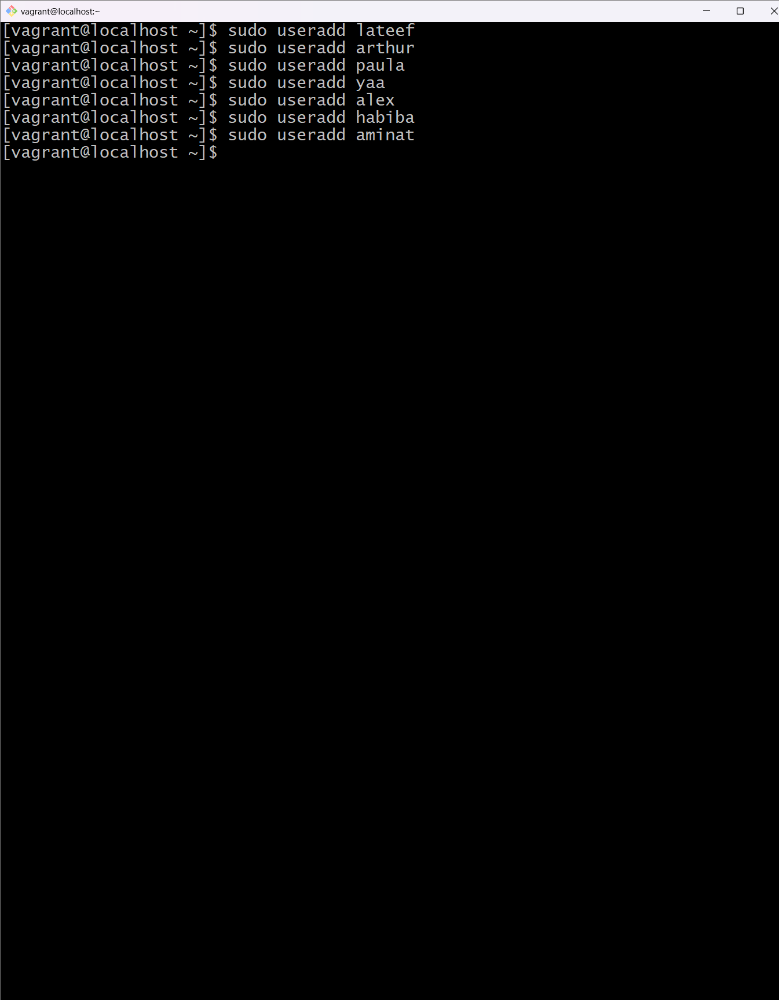 vagrant@localhost:~
[vagrant@localhost ~]$ sudo useradd lateef
[vagrant@localhost ~]$ sudo useradd arthur
[vagrant@localhost ~]$ sudo useradd paula
[vagrant@localhost ~]$ sudo useradd yaa
[vagrant@localhost ~]$ sudo useradd alex
[vagrant@localhost ~]$ sudo useradd habiba
[vagrant@localhost ~]$ sudo useradd aminat
[vagrant@localhost ~]$